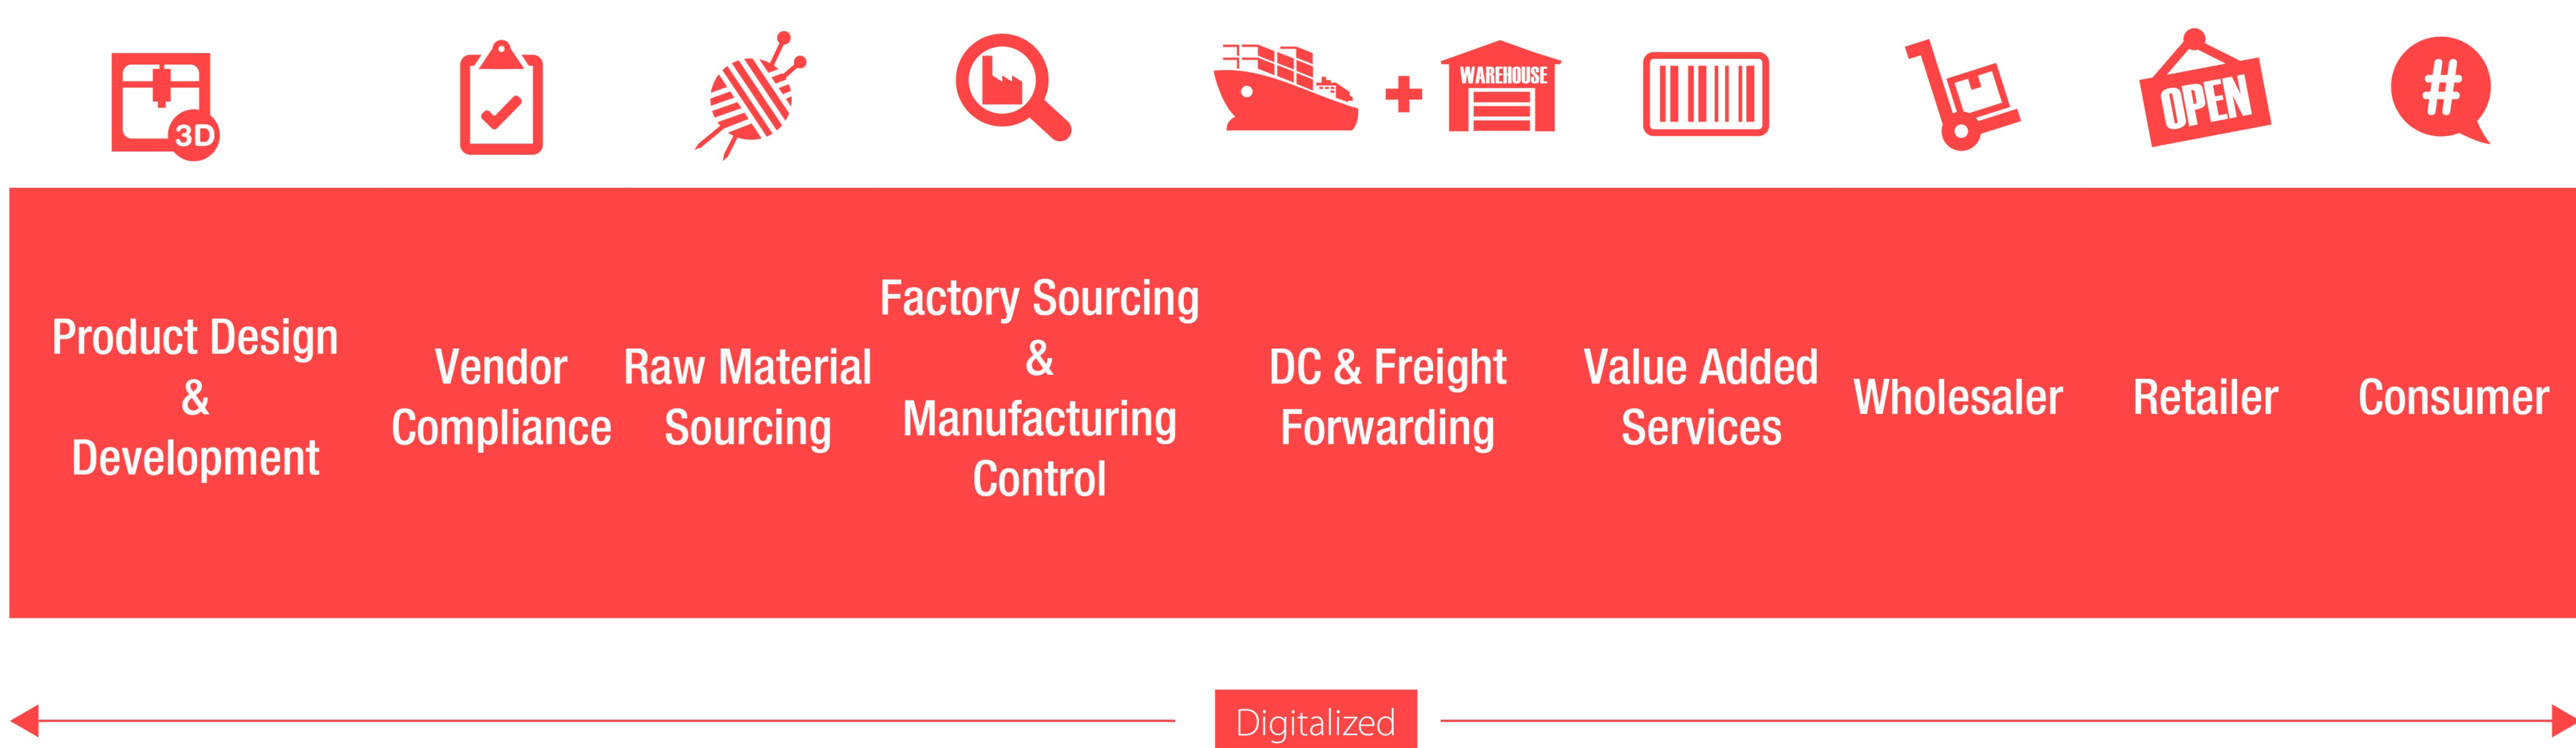 3D
WAREHOUSE
OPEN
#
Product Design
&
Development
Vendor
Compliance
Raw Material
Sourcing
Factory Sourcing
&
Manufacturing
Control
DC & Freight
Forwarding
Value Added
Services
Wholesaler
Retailer
Consumer
Digitalized